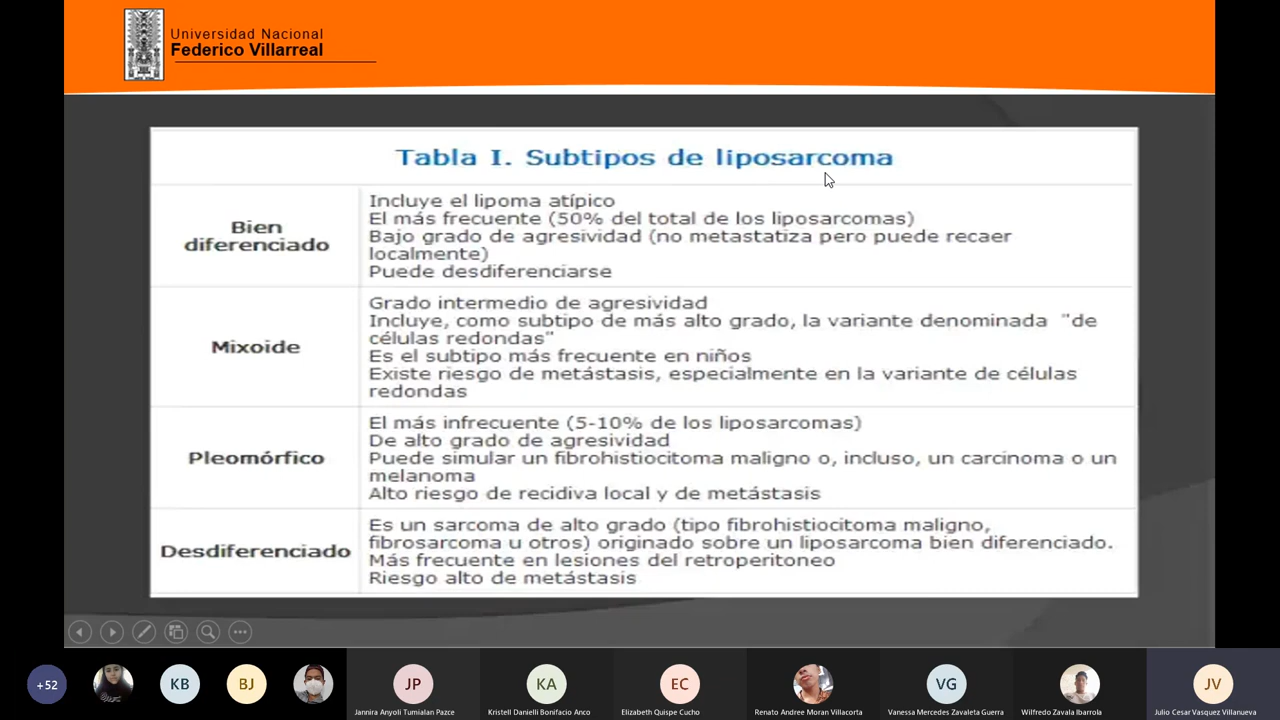 Universidad Nacional
Federico Villarreal
Tabla I. Subtipos de liposarcoma
Bien
diferenciado
Incluye el lipoma atípico
El más frecuente (50% del total de los liposarcomas)
Bajo grado de agresividad (no metastatiza pero puede recaer
localmente)
Puede desdiferenciarse
Mixoide
Grado intermedio de agresividad
Incluye, como subtipo de más alto grado, la variante denominada "de
células redondas"
Es el subtipo más frecuente en niños
Existe riesgo de metástasis, especialmente en la variante de células
redondas
Pleomórfico
El más infrecuente (5-10% de los liposarcomas)
De alto grado de agresividad
Puede simular un fibrohistiocitoma maligno o, incluso, un carcinoma o un
melanoma
Alto riesgo de recidiva local y de metástasis
Desdiferenciado
Es un sarcoma de alto grado (tipo fibrohistiocitoma maligno,
fibrosarcoma u otros) originado sobre un liposarcoma bien diferenciado.
Más frecuente en lesiones del retroperitoneo
Riesgo alto de metástasis
+52
KB
BJ
JP
KA
EC
VG
JV
Jannira Anyoli Tumialan Pazce
Kristell Danielli Bonifacio Anco
Elizabeth Quispe Cucho
Renato Andree Moran Villacorta
Vanessa Mercedes Zavaleta Guerra
Wilfredo Zavala Ibarrola
Julio Cesar Vasquez Villanueva